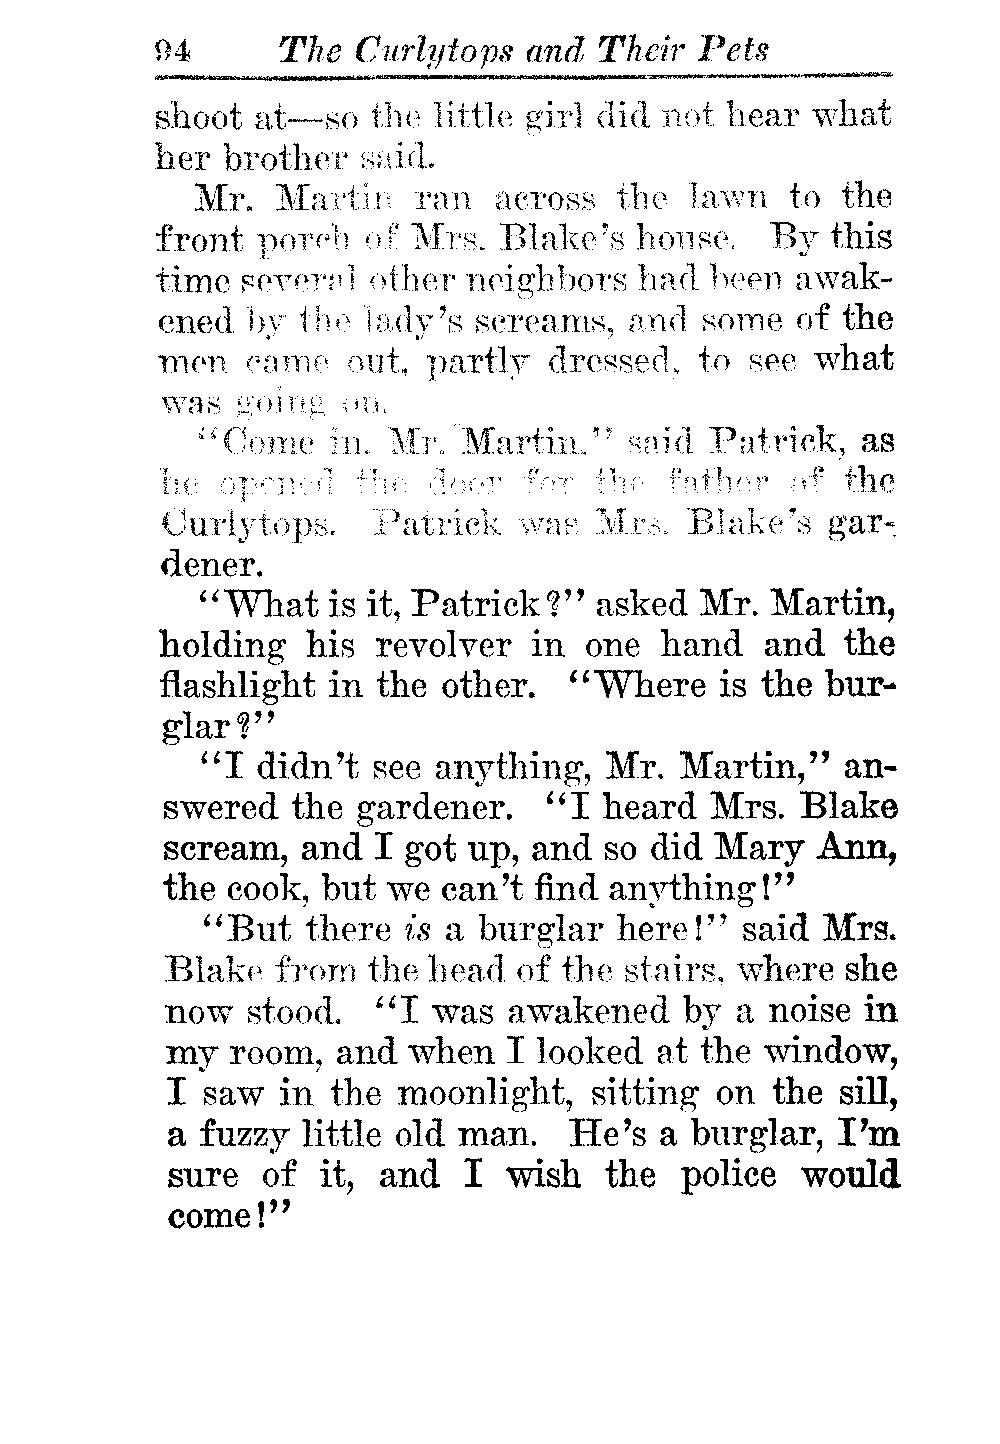 94 The Curlytops and Their Pets
shoot at—so the little girl did not hear what
her brother said.
Mr. Martin ran across the lawn to the
front porch of Mrs. Blake's house. By this
time several other neighbors had been awak-
ened by the lady's screams, and some of the
men came out, partly dressed, to see what
was going on.
"Come in, Mr. Martin," said Patrick, as
he opened the door for the father of the
Curlytops. Patrick was Mrs. Blake's gar-
dener.
"What is it, Patrick?" asked Mr. Martin,
holding his revolver in one hand and the
flashlight in the other. "Where is the bur-
glar?"
"I didn't see anything, Mr. Martin," an-
swered the gardener. "I heard Mrs. Blake
scream, and I got up, and so did Mary Ann,
the cook, but we can't find anything!"
"But there is a burglar here!" said Mrs.
Blake from the head of the stairs, where she
now stood. "I was awakened by a noise in
my room, and when I looked at the window,
I saw in the moonlight, sitting on the sill,
a fuzzy little old man. He's a burglar, I'm
sure of it, and I wish the police would
come!"